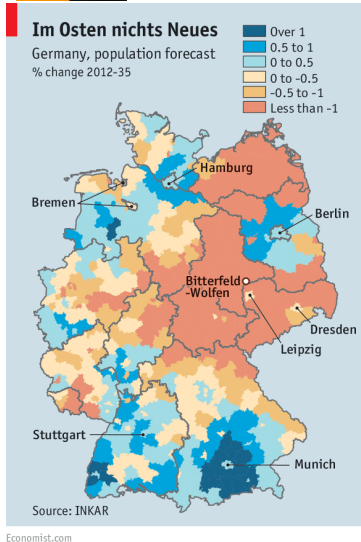 Im Osten nichts Neues
Germany, population forecast
% change 2012-35
Over 1
0.5 to 1
0 to 0.5
0 to -0.5
-0.5 to -1
Less than -1
Hamburg
Bremen
Berlin
Bitterfeld
-Wolfen
Dresden
Leipzig
Stuttgart
Munich
Source: INKAR
Economist.com